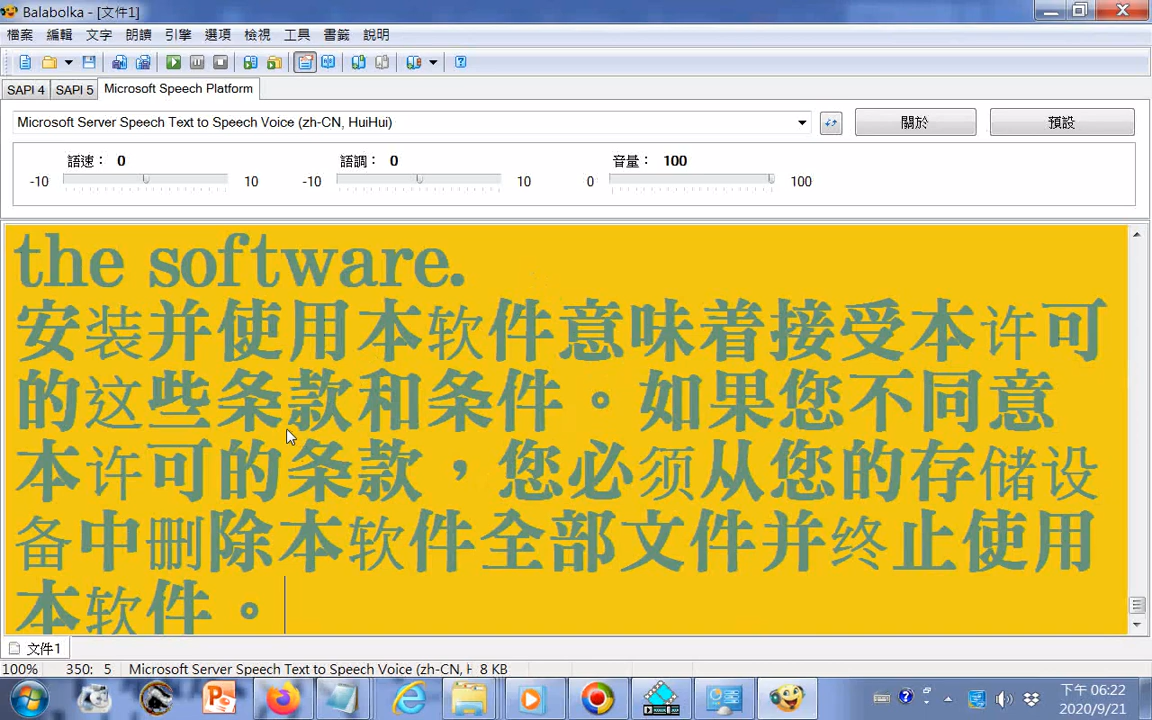 Balabolka - [文件1]
檔案 編輯 文字 朗讀 引擎 選項 檢視 工具 書籤 說明
SAPI 4 SAPI 5 Microsoft Speech Platform
Microsoft Server Speech Text to Speech Voice (zh-CN, HuiHui) 關於 預設
語速： 0 語調： 0 音量： 100
-10 10 -10 10 0 100
the software.
安装并使用本软件意味着接受本许可
的这些条款和条件。如果您不同意
本许可的条款，您必须从您的存储设
备中删除本软件全部文件并终止使用
本软件。
文件1
100% 350: 5 Microsoft Server Speech Text to Speech Voice (zh-CN, H 8 KB
下午 06:22
2020/9/21